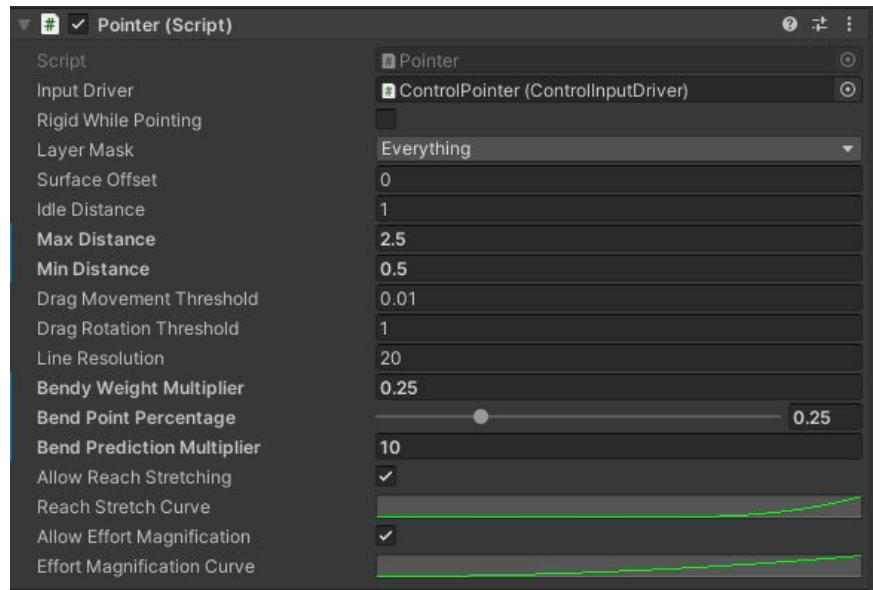 Pointer (Script)
Script Pointer
Input Driver ControlPointer (ControlInputDriver)
Rigid While Pointing
Layer Mask Everything
Surface Offset 0
Idle Distance 1
Max Distance 2.5
Min Distance 0.5
Drag Movement Threshold 0.01
Drag Rotation Threshold 1
Line Resolution 20
Bendy Weight Multiplier 0.25
Bend Point Percentage 0.25
Bend Prediction Multiplier 10
Allow Reach Stretching
Reach Stretch Curve
Allow Effort Magnification
Effort Magnification Curve